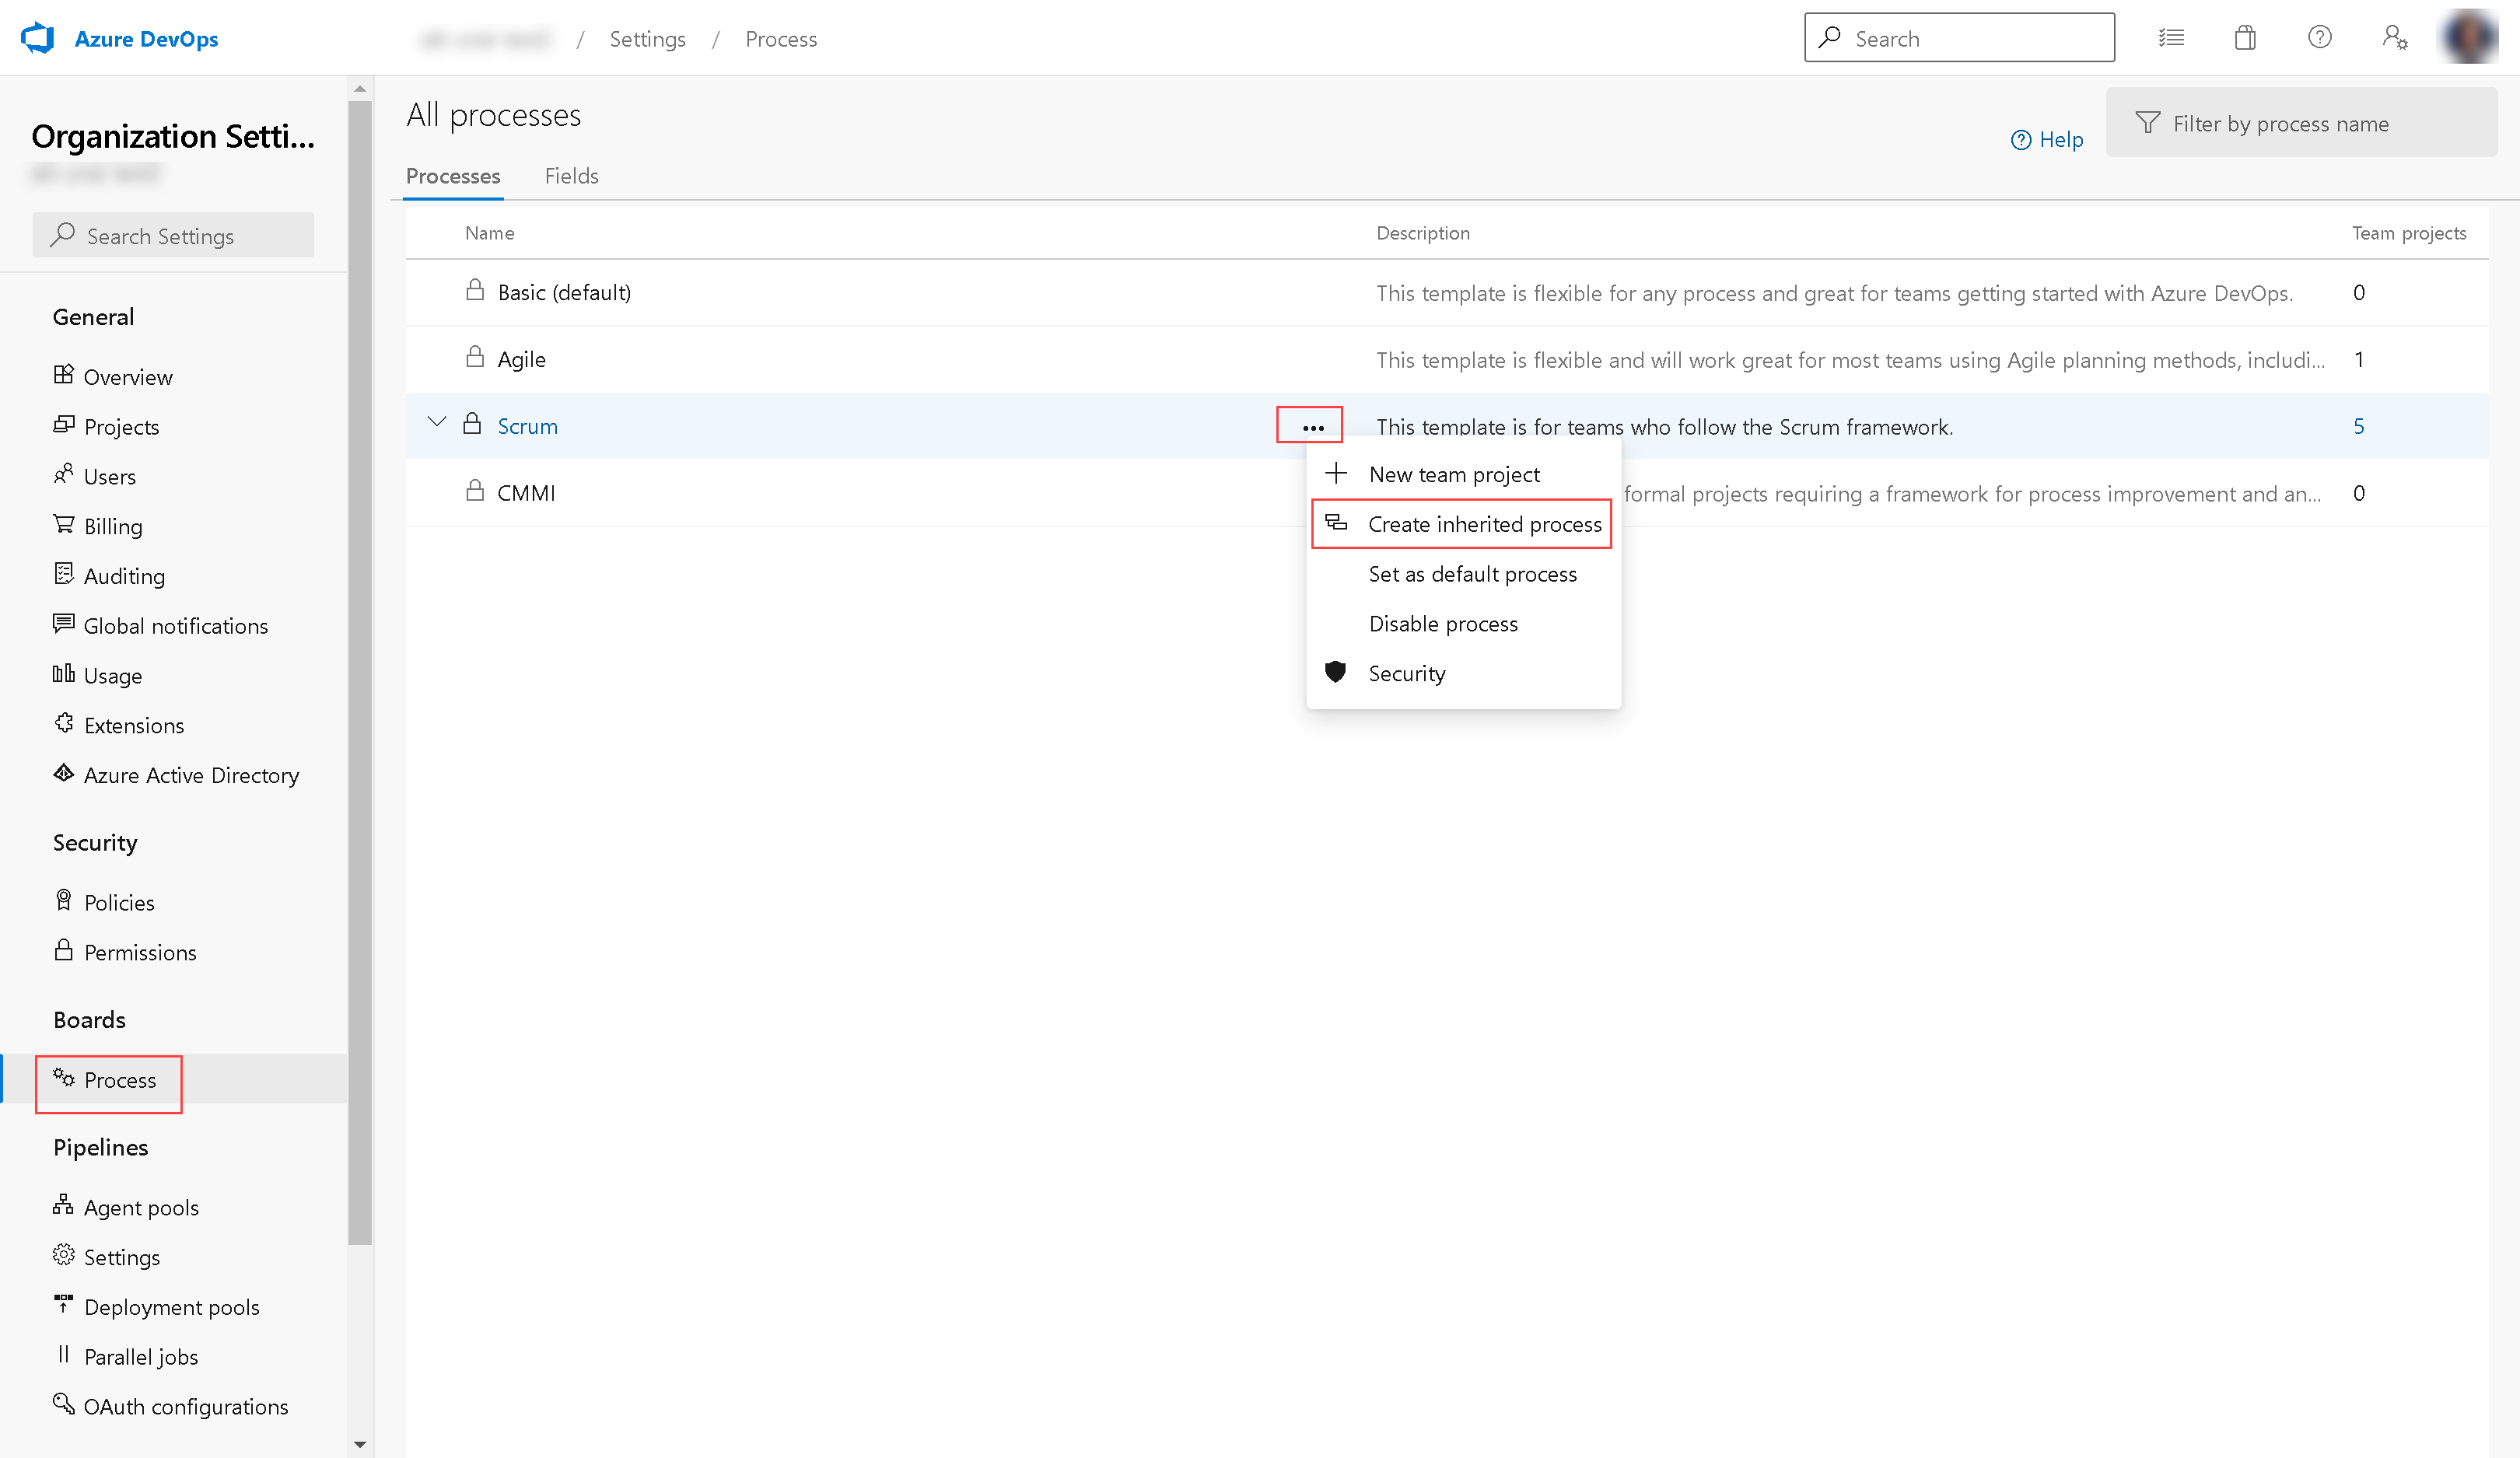 Azure DevOps
/ Settings / Process
Search
Organization Setti...
Search Settings
General
Overview
Projects
Users
Billing
Auditing
Global notifications
Usage
Extensions
Azure Active Directory
Security
Policies
Permissions
Boards
Process
Pipelines
Agent pools
Settings
Deployment pools
Parallel jobs
OAuth configurations
All processes
Help
Filter by process name
Processes Fields
Name Description Team projects
Basic (default) This template is flexible for any process and great for teams getting started with Azure DevOps. 0
Agile This template is flexible and will work great for most teams using Agile planning methods, includi... 1
Scrum ... This template is for teams who follow the Scrum framework. 5
CMMI formal projects requiring a framework for process improvement and an... 0
New team project
Create inherited process
Set as default process
Disable process
Security